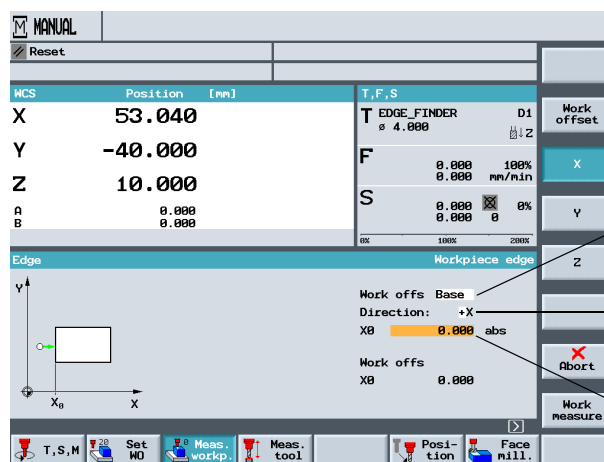 M MANUAL
Reset
WCS Position [mm]
X 53.040
Y -40.000
Z 10.000
A 0.000
B 0.000
T,F,S
T EDGE_FINDER D1
ø 4.000 Z
F 0.000 100%
0.000 mm/min
S 0.000 0%
0.000 0
0% 100% 200%
Work
offset
X
Y
Z
Abort
Work
measure
Edge Workpiece edge
Y
X0
X
Work offs Base
Direction: +X
X0 0.000 abs
Work offs
X0 0.000
T,S,M
20 Set
WO
0 Meas.
workp.
Meas.
tool
Posi-
tion
Face
mill.